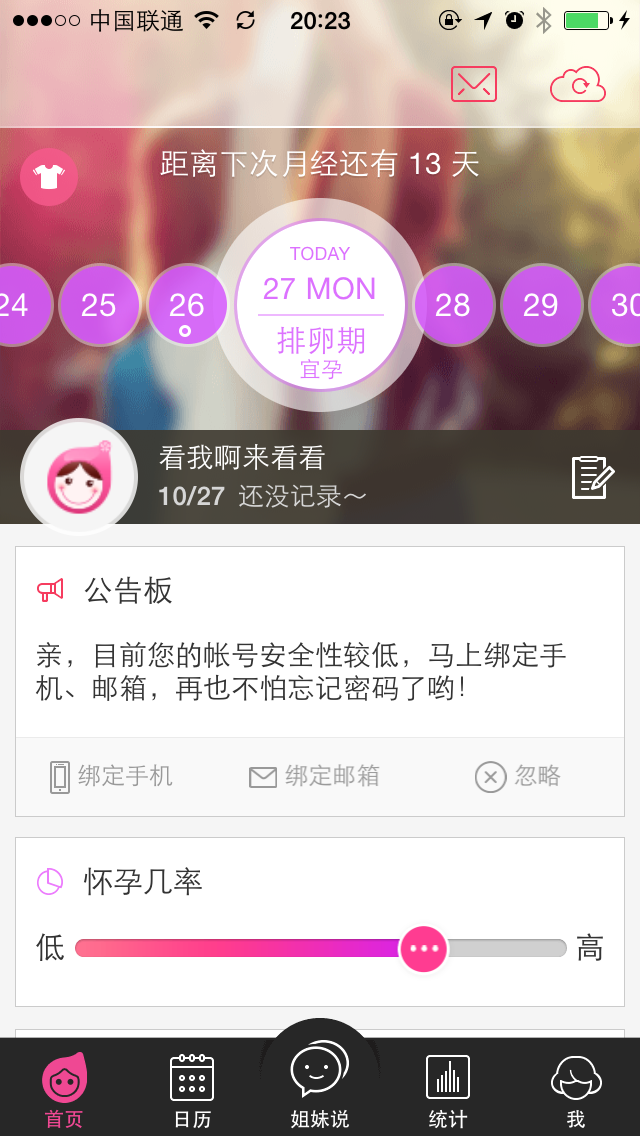 中国联通 20:23
距离下次月经还有 13 天
TODAY
24 25 26 27 MON 28 29 30
排卵期
宜孕
看我啊来看看
10/27 还没记录～
公告板
亲，目前您的帐号安全性较低，马上绑定手
机、邮箱，再也不怕忘记密码了哟！
绑定手机 绑定邮箱 忽略
怀孕几率
低 高
首页 日历 姐妹说 统计 我